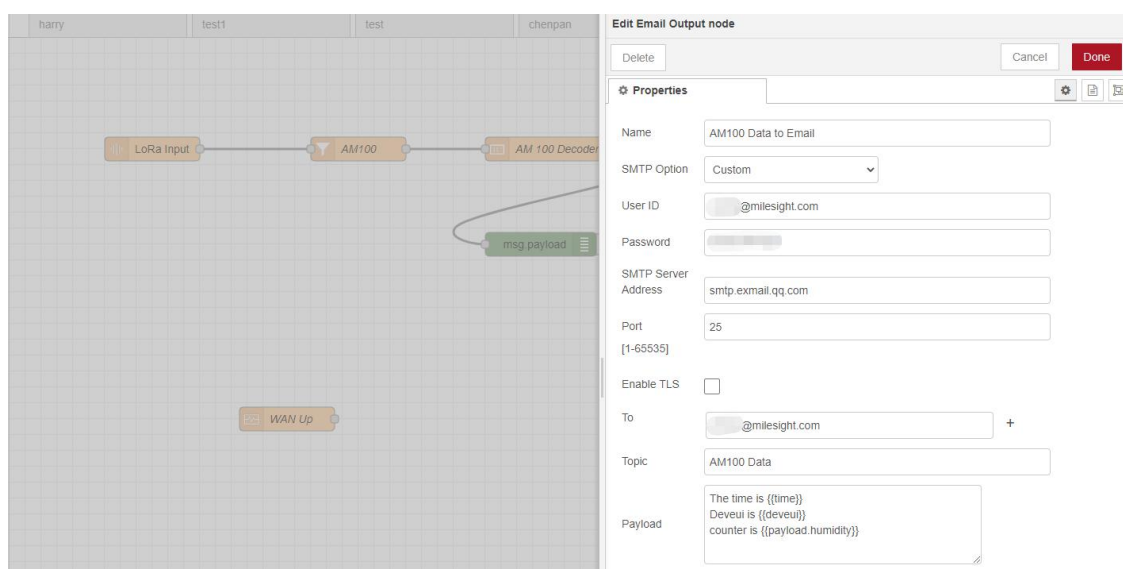 harry
test1
test
chenpan
LoRa Input
AM100
AM 100 Decoder
msg.payload
WAN Up
Edit Email Output node
Delete
Cancel
Done
Properties
Name
AM100 Data to Email
SMTP Option
Custom
User ID
@milesight.com
Password
SMTP Server
Address
smtp.exmail.qq.com
Port
25
[1-65535]
Enable TLS
To
@milesight.com
+
Topic
AM100 Data
Payload
The time is {{time}}
Deveui is {{deveui}}
counter is {{payload.humidity}}